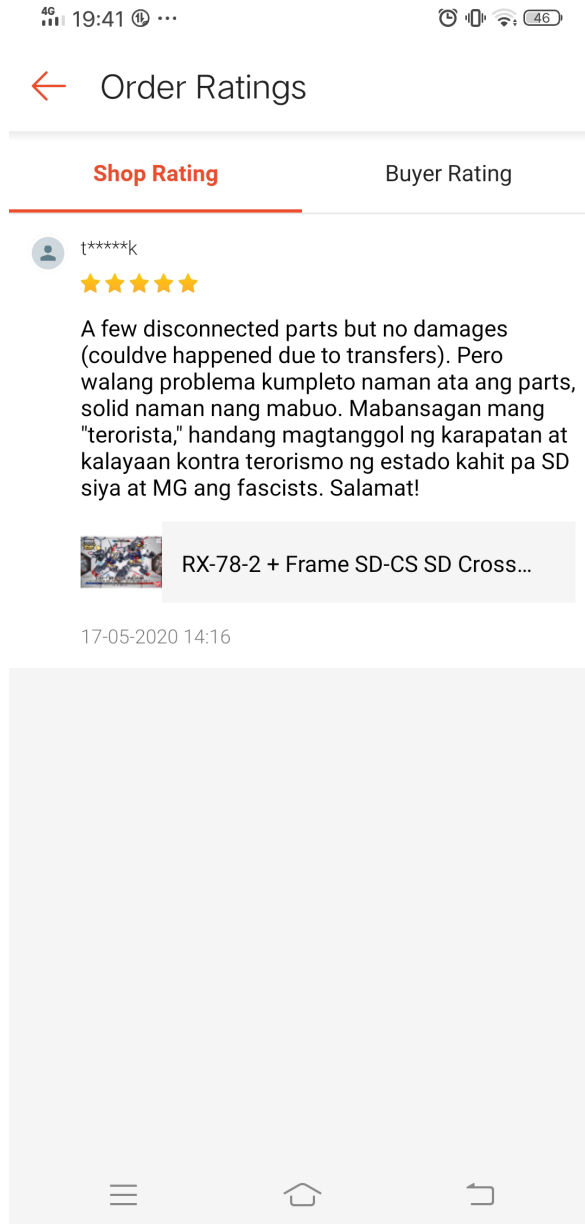 4G
19:41
46
Order Ratings
Shop Rating
Buyer Rating
t*****k
A few disconnected parts but no damages
(couldve happened due to transfers). Pero
walang problema kumpleto naman ata ang parts,
solid naman nang mabuo. Mabansagan mang
"terorista," handang magtanggol ng karapatan at
kalayaan kontra terorismo ng estado kahit pa SD
siya at MG ang fascists. Salamat!
RX-78-2 + Frame SD-CS SD Cross...
17-05-2020 14:16